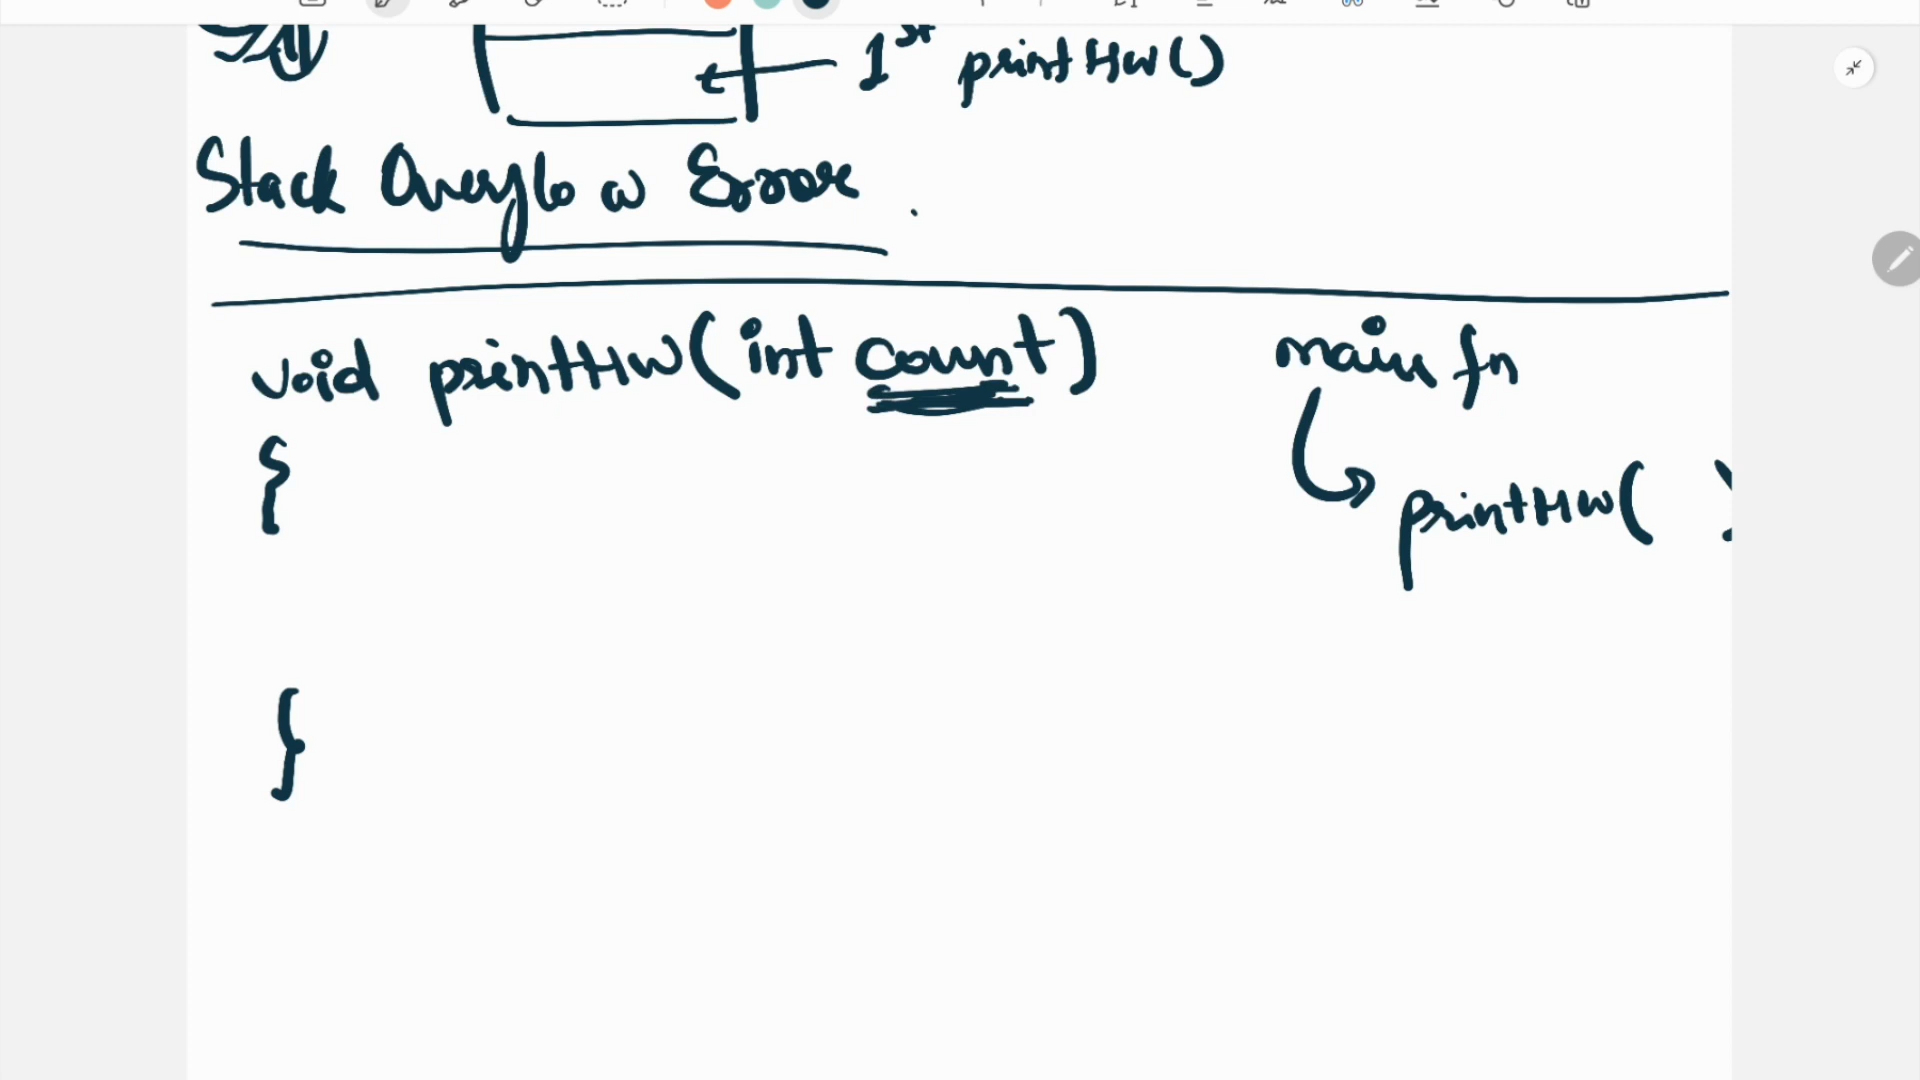 1st printHW()
Stack Overflow Error.
void printHW(int count)
main fn
{
printHW( )
}